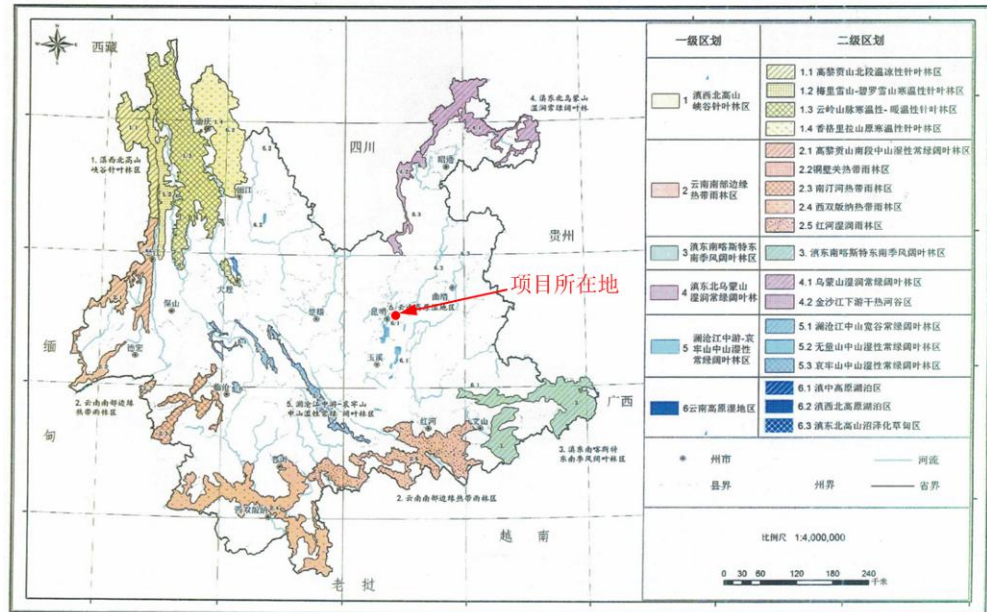 西藏
四川
贵州
广西
缅
甸
越南
老挝
项目所在地
4.滇东北乌蒙山
湿润常绿阔叶林
1.滇西北高山
峡谷针叶林区
昭通
丽江
大理
保山
楚雄
昆明
曲靖
玉溪
德宏
临沧
红河
文山
西双版纳
2.云南南部边缘
热带雨林区
5.澜沧江中游-哀牢山
中山湿性常绿阔叶林区
3.滇东南喀斯特
东南季风阔叶林区
2.云南南部边缘热带雨林区
6.1
6.2
6.3
一级区划
二级区划
1 滇西北高山
峡谷针叶林区
1.1 高黎贡山北段温凉性针叶林区
1.2 梅里雪山-碧罗雪山寒温性针叶林区
1.3 云岭山脉寒温性-暖温性针叶林区
1.4 香格里拉山原寒温性针叶林区
2 云南南部边缘
热带雨林区
2.1 高黎贡山南段中山湿性常绿阔叶林区
2.2铜壁关热带雨林区
2.3 南汀河热带雨林区
2.4 西双版纳热带雨林区
2.5 红河湿润雨林区
3 滇东南喀斯特东
南季风阔叶林区
3. 滇东南喀斯特东南季风阔叶林区
4 滇东北乌蒙山
湿润常绿阔叶林
4.1 乌蒙山湿润常绿阔叶林区
4.2 金沙江下游干热河谷区
5 澜沧江中游-哀
牢山中山湿性
常绿阔叶林区
5.1 澜沧江中山宽谷常绿阔叶林区
5.2 无量山中山湿性常绿阔叶林区
5.3 哀牢山中山湿性常绿阔叶林区
6云南高原湿地区
6.1 滇中高原湖泊区
6.2 滇西北高原湖泊区
6.3 滇东北高山沼泽化草甸区
州市
河流
县界
州界
省界
比例尺 1:4,000,000
0 30 60 120 180 240
千米